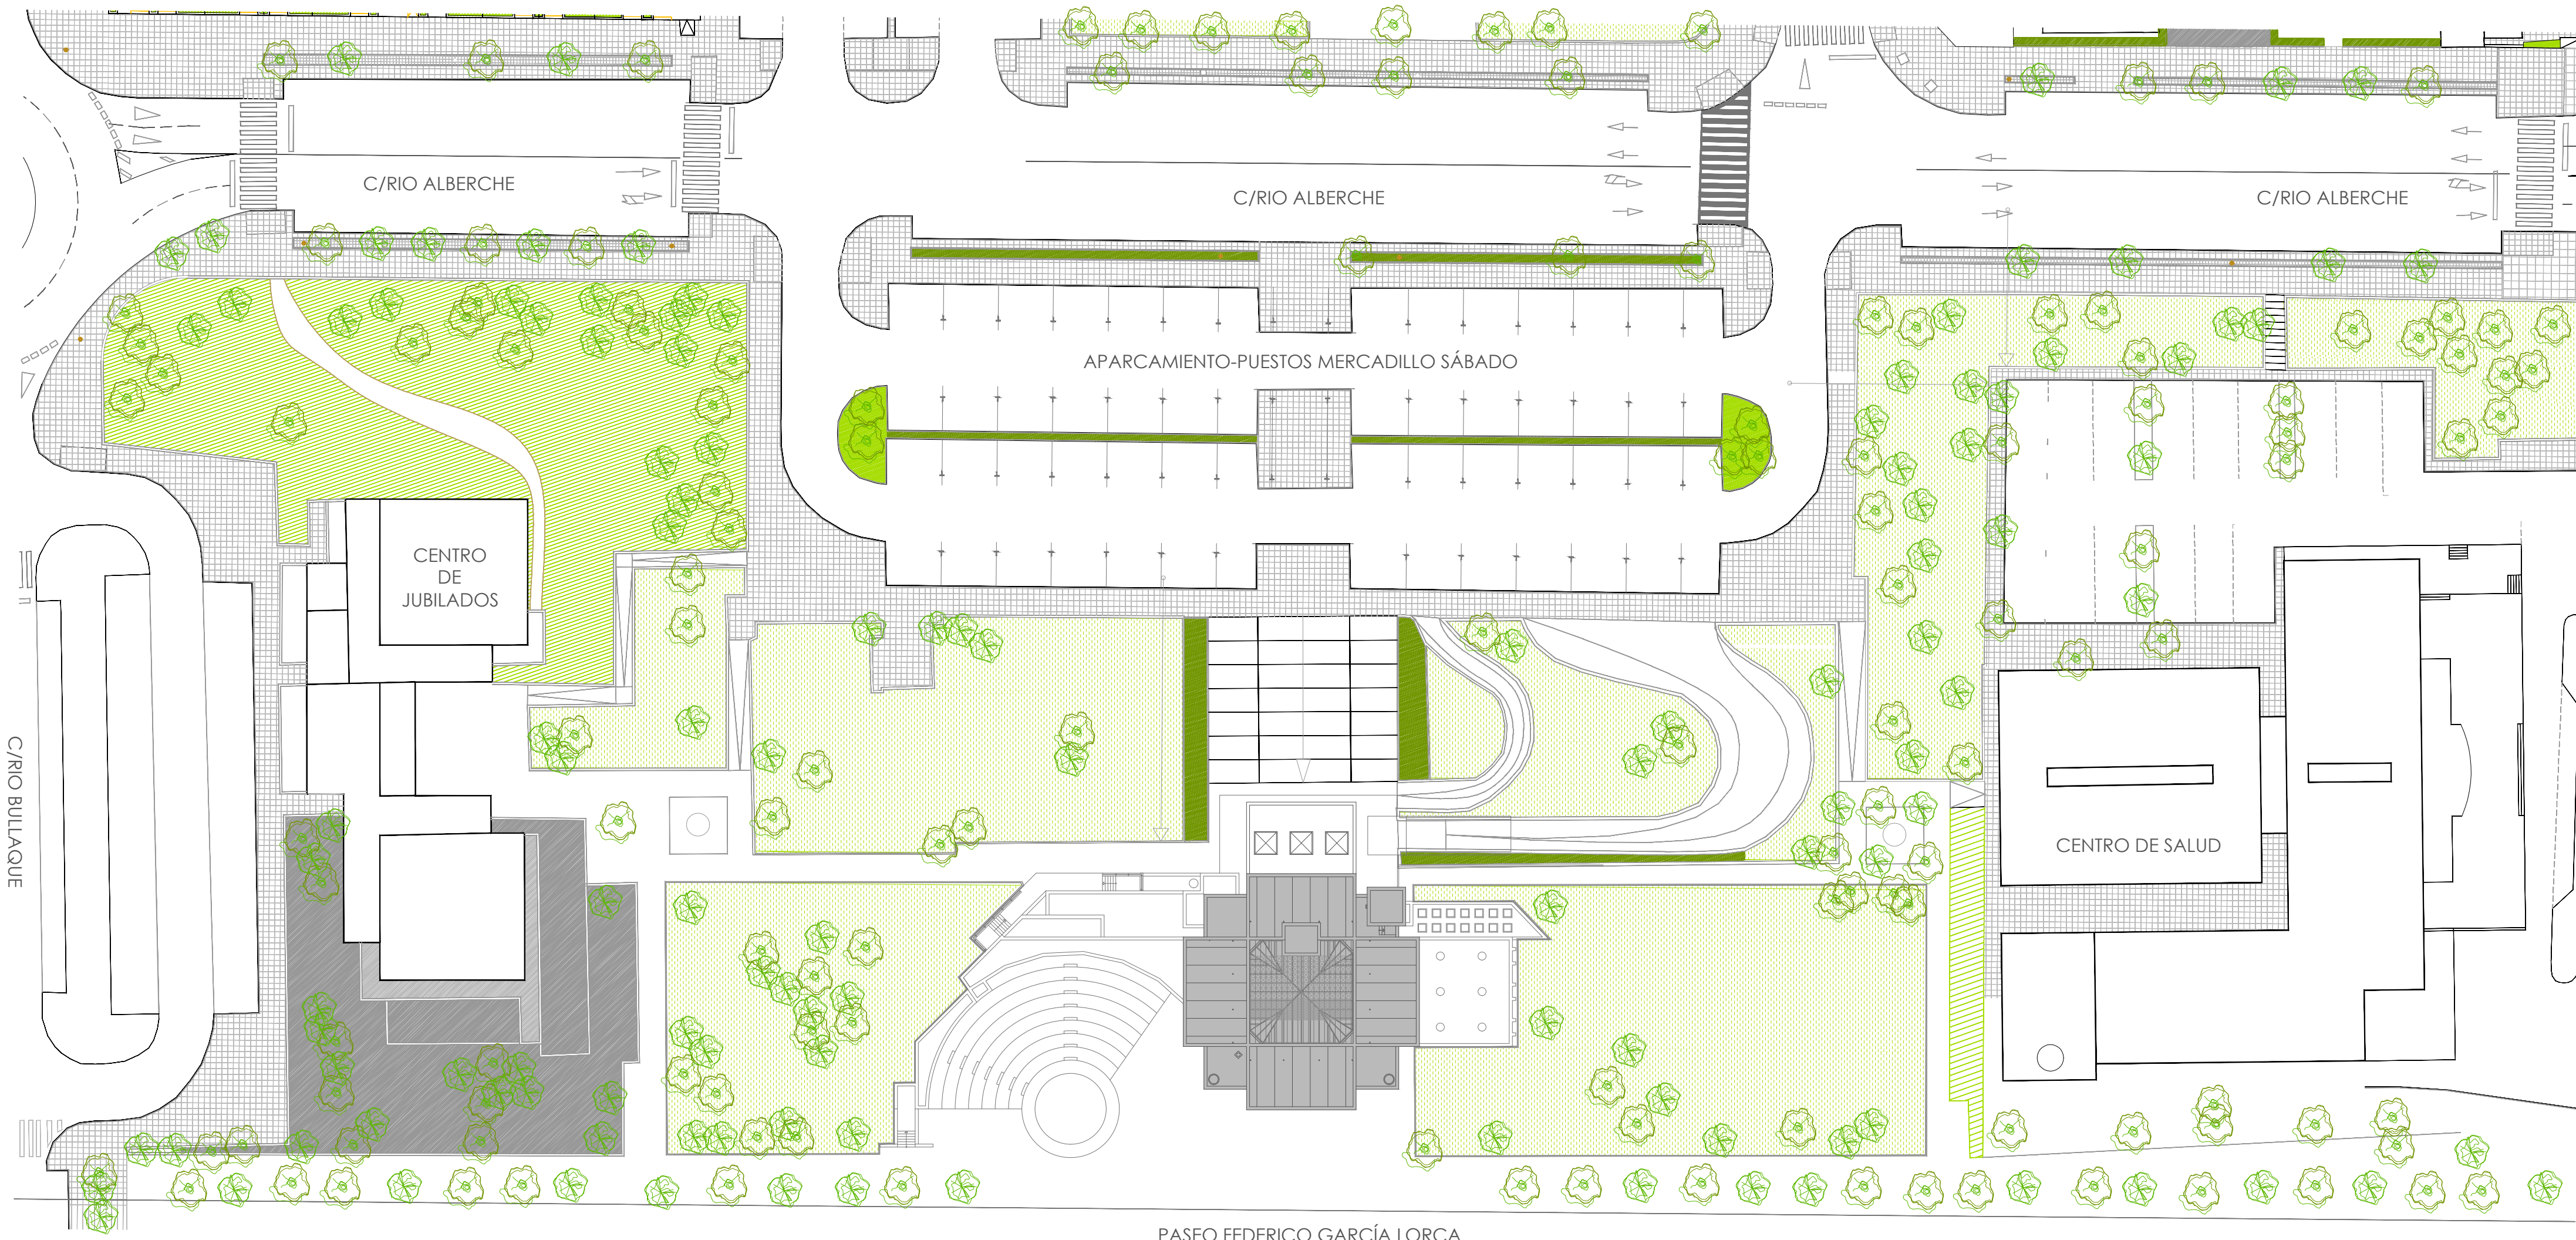 C/RIO ALBERCHE
C/RIO ALBERCHE
C/RIO ALBERCHE
APARCAMIENTO-PUESTOS MERCADILLO SÁBADO
CENTRO
DE
JUBILADOS
C/RIO BULLAQUE
CENTRO DE SALUD
PASEO FEDERICO GARCÍA LORCA